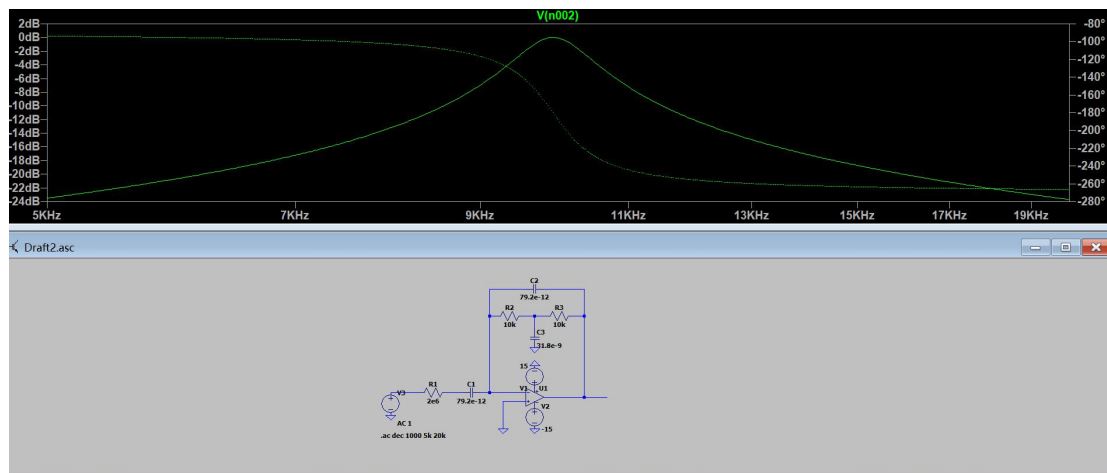 V(n002)
2dB
0dB
-2dB
-4dB
-6dB
-8dB
-10dB
-12dB
-14dB
-16dB
-18dB
-20dB
-22dB
-24dB
-80°
-100°
-120°
-140°
-160°
-180°
-200°
-220°
-240°
-260°
-280°
5KHz 7KHz 9KHz 11KHz 13KHz 15KHz 17KHz 19KHz
Draft2.asc
C2
79.2e-12
R2 R3
10k 10k
C3
31.8e-9
15
R1 C1 V1 U1
V3
2e6 79.2e-12
V2
AC 1
-15
.ac dec 1000 5k 20k